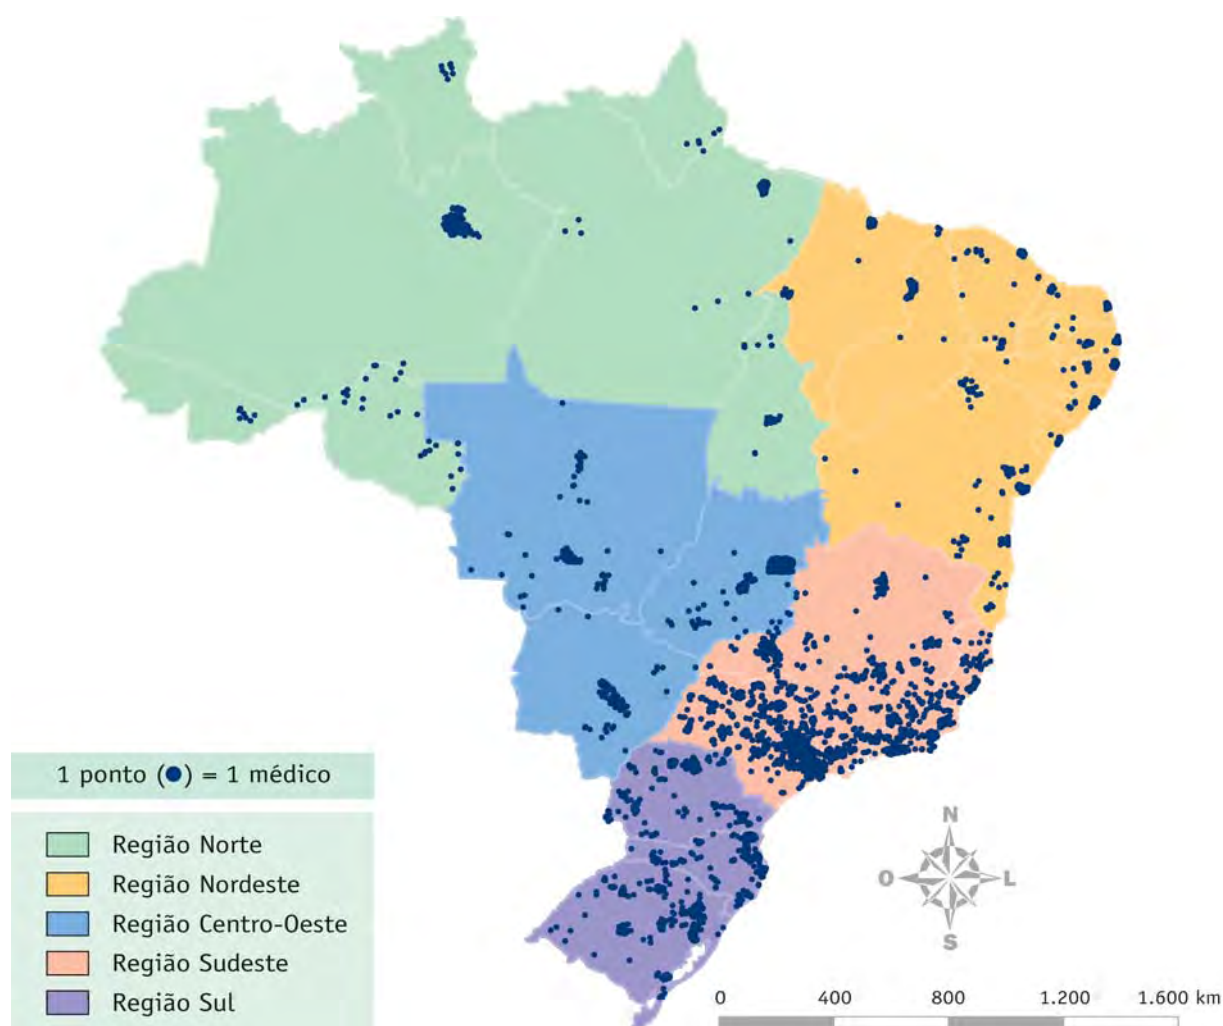 1 ponto (●) = 1 médico
Região Norte
Região Nordeste
Região Centro-Oeste
Região Sudeste
Região Sul
N
O L
S
0 400 800 1.200 1.600 km